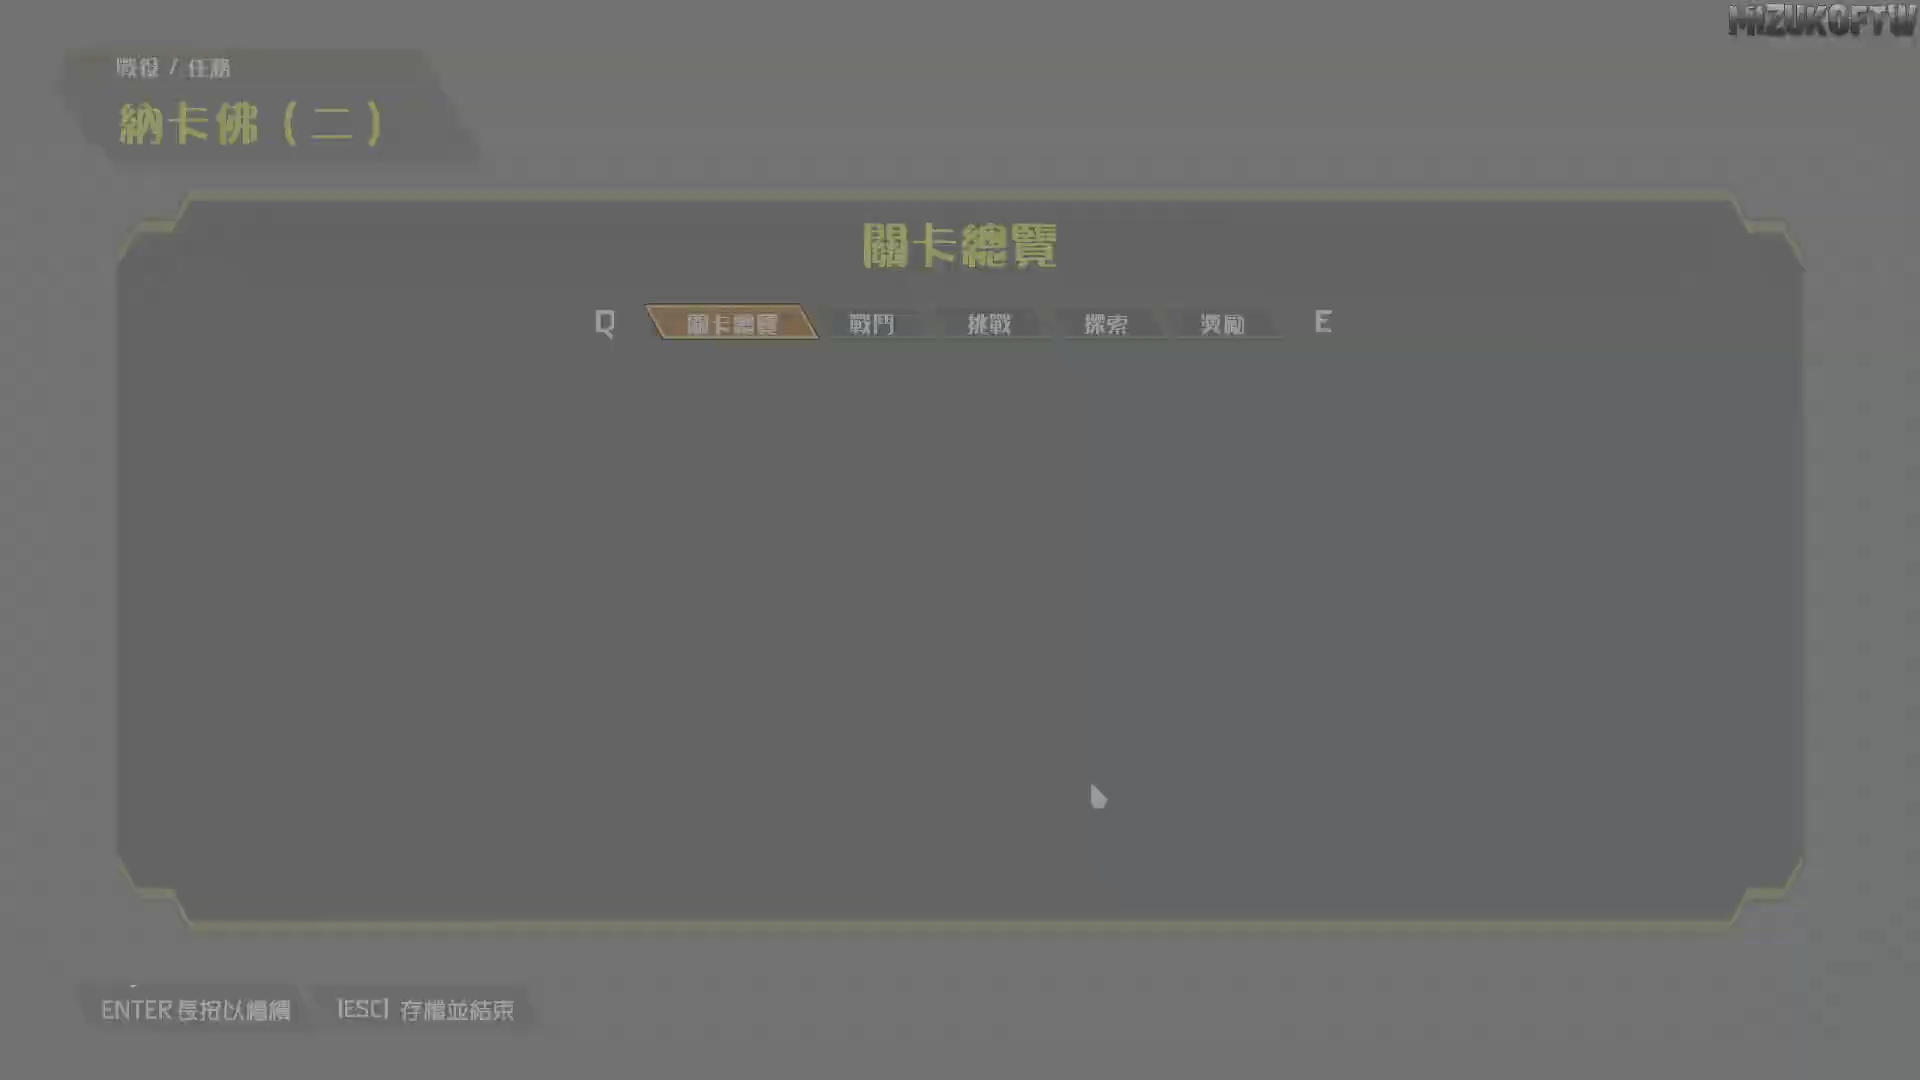 MIZUKOFTW
戰役 / 任務
納卡佛（二）
關卡總覽
Q 關卡總覽 戰鬥 挑戰 探索 獎勵 E
ENTER 長按以繼續 [ESC] 存檔並結束